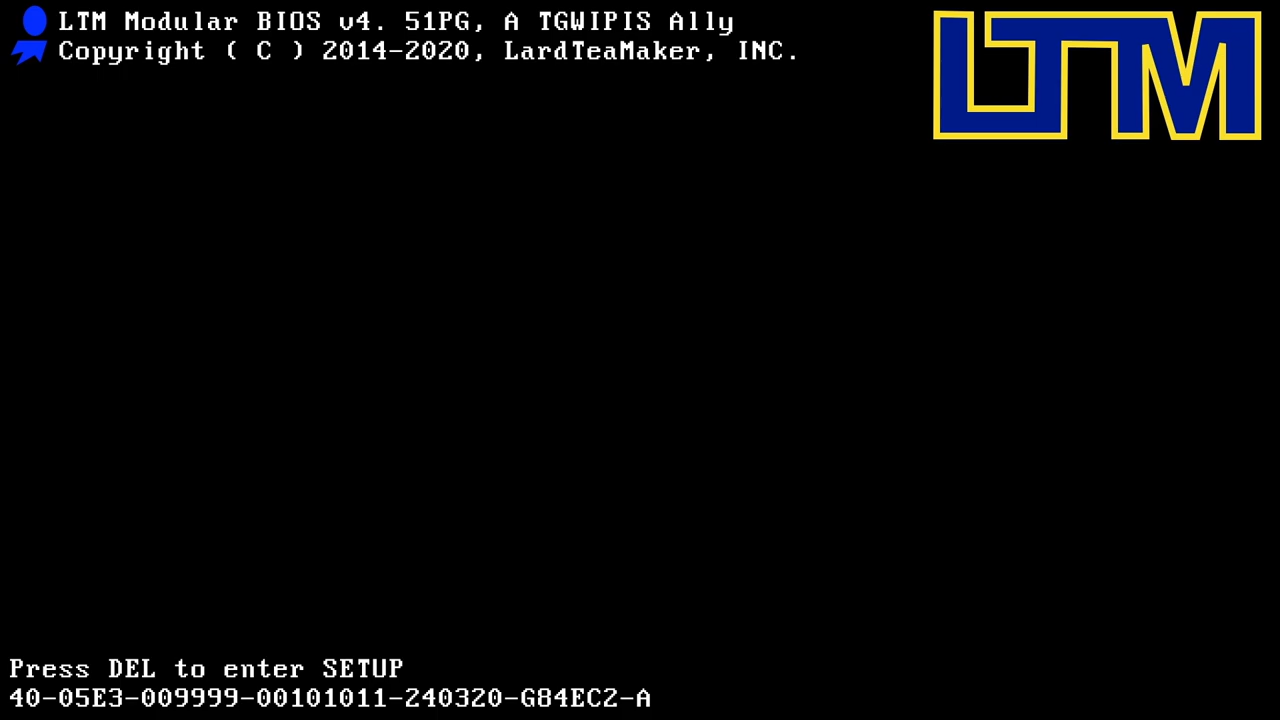 LTM Modular BIOS v4. 51PG, A TGWIPIS Ally
Copyright ( C ) 2014-2020, LardTeaMaker, INC.
LTM
Press DEL to enter SETUP
40-05E3-009999-00101011-240320-G84EC2-A